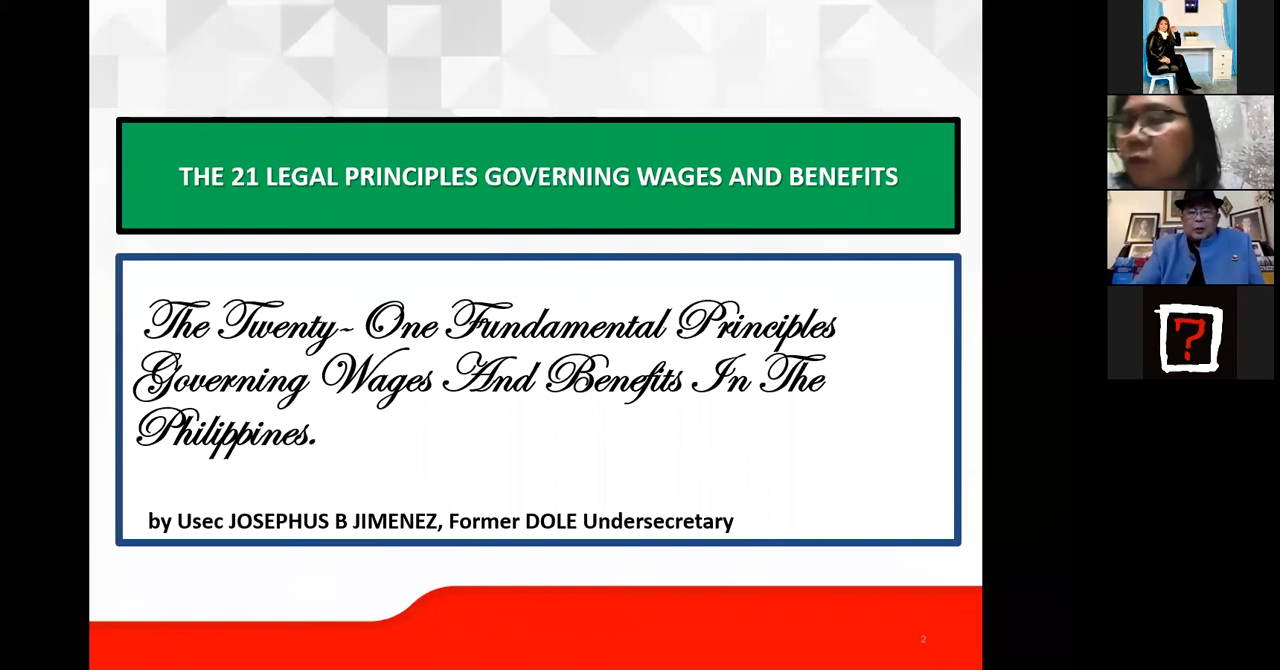 THE 21 LEGAL PRINCIPLES GOVERNING WAGES AND BENEFITS
The Twenty- One Fundamental Principles
Governing Wages And Benefits In The
Philippines.
by Usec JOSEPHUS B JIMENEZ, Former DOLE Undersecretary
2
?